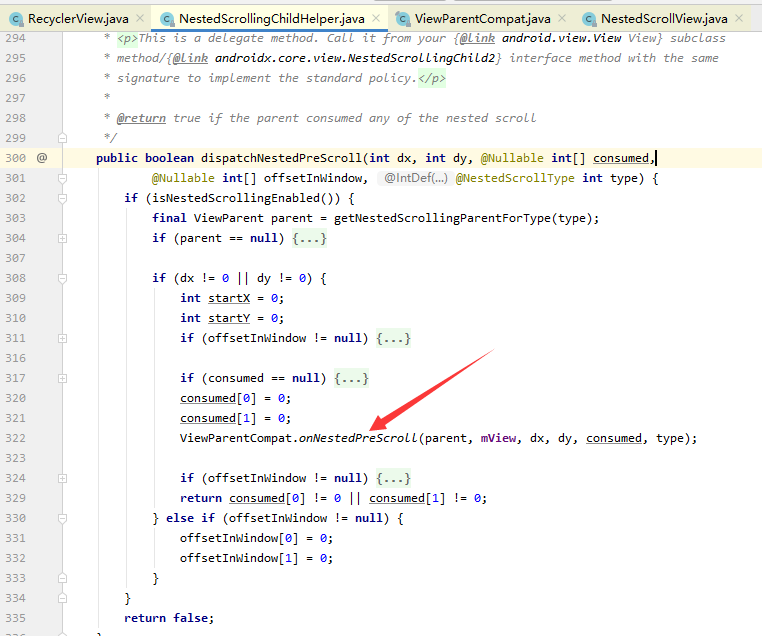 RecyclerView.java × NestedScrollingChildHelper.java × ViewParentCompat.java × NestedScrollView.java ×
294 * <p>This is a delegate method. Call it from your {@link android.view.View View} subclass
295 * method/{@link androidx.core.view.NestedScrollingChild2} interface method with the same
296 * signature to implement the standard policy.</p>
297 *
298 * @return true if the parent consumed any of the nested scroll
299 */
300 @ public boolean dispatchNestedPreScroll(int dx, int dy, @Nullable int[] consumed,
301 @Nullable int[] offsetInWindow, @IntDef(...) @NestedScrollType int type) {
302 if (isNestedScrollingEnabled()) {
303 final ViewParent parent = getNestedScrollingParentForType(type);
304 if (parent == null) {...}
307
308 if (dx != 0 || dy != 0) {
309 int startX = 0;
310 int startY = 0;
311 if (offsetInWindow != null) {...}
316
317 if (consumed == null) {...}
320 consumed[0] = 0;
321 consumed[1] = 0;
322 ViewParentCompat.onNestedPreScroll(parent, mView, dx, dy, consumed, type);
323
324 if (offsetInWindow != null) {...}
329 return consumed[0] != 0 || consumed[1] != 0;
330 } else if (offsetInWindow != null) {
331 offsetInWindow[0] = 0;
332 offsetInWindow[1] = 0;
333 }
334 }
335 return false;